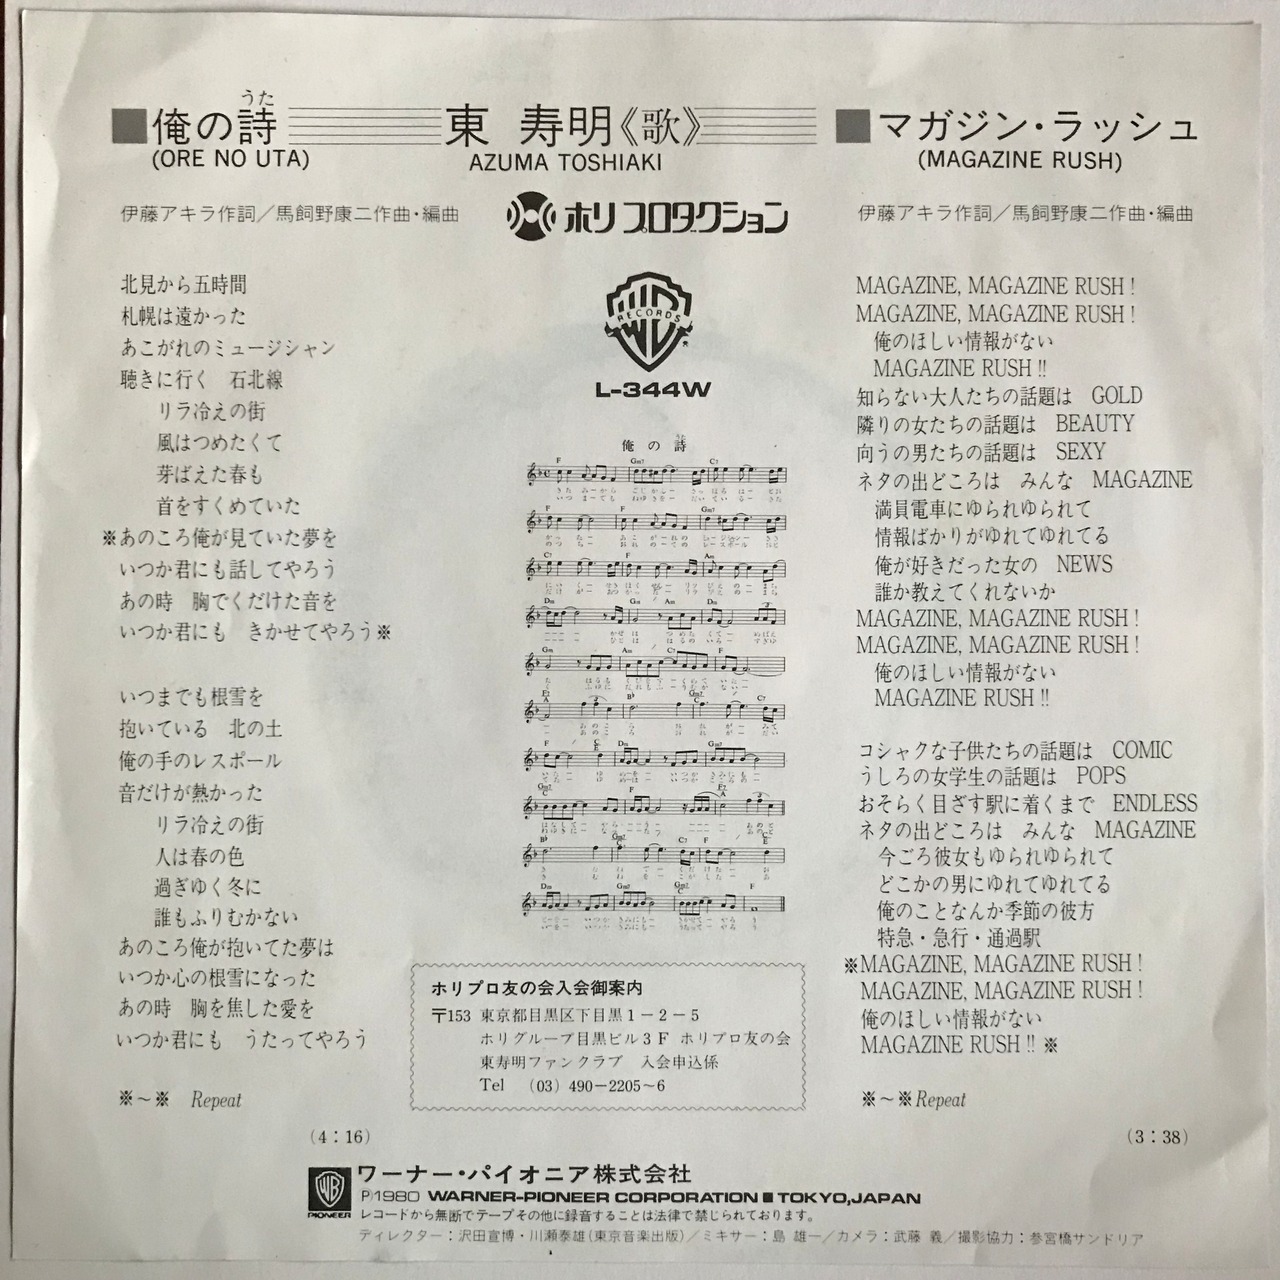 ■俺の詩
うた
(ORE NO UTA)
東 寿明《歌》
AZUMA TOSHIAKI
■マガジン・ラッシュ
(MAGAZINE RUSH)
伊藤アキラ作詞／馬飼野康二作曲・編曲
ホリプロダクション
伊藤アキラ作詞／馬飼野康二作曲・編曲
北見から五時間
札幌は遠かった
あこがれのミュージシャン
聴きに行く 石北線
リラ冷えの街
風はつめたくて
芽ばえた春も
首をすくめていた
※あのころ俺が見ていた夢を
いつか君にも話してやろう
あの時 胸でくだけた音を
いつか君にも きかせてやろう※
いつまでも根雪を
抱いている 北の土
俺の手のレスポール
音だけが熱かった
リラ冷えの街
人は春の色
過ぎゆく冬に
誰もふりむかない
あのころ俺が抱いてた夢は
いつか心の根雪になった
あの時 胸を焦した愛を
いつか君にも うたってやろう
※～※ Repeat
(4：16)
RECORDS
L-344W
俺の詩
ホリプロ友の会入会御案内
〒153 東京都目黒区下目黒1－2－5
ホリグループ目黒ビル3F ホリプロ友の会
東寿明ファンクラブ 入会申込係
Tel (03) 490－2205～6
MAGAZINE, MAGAZINE RUSH !
MAGAZINE, MAGAZINE RUSH !
俺のほしい情報がない
MAGAZINE RUSH !!
知らない大人たちの話題は GOLD
隣りの女たちの話題は BEAUTY
向うの男たちの話題は SEXY
ネタの出どころは みんな MAGAZINE
満員電車にゆられゆられて
情報ばかりがゆれてゆれてる
俺が好きだった女の NEWS
誰か教えてくれないか
MAGAZINE, MAGAZINE RUSH !
MAGAZINE, MAGAZINE RUSH !
俺のほしい情報がない
MAGAZINE RUSH !!
コシャクな子供たちの話題は COMIC
うしろの女学生の話題は POPS
おそらく目ざす駅に着くまで ENDLESS
ネタの出どころは みんな MAGAZINE
今ごろ彼女もゆられゆられて
どこかの男にゆれてゆれてる
俺のことなんか季節の彼方
特急・急行・通過駅
※MAGAZINE, MAGAZINE RUSH !
MAGAZINE, MAGAZINE RUSH !
俺のほしい情報がない
MAGAZINE RUSH !! ※
※～※Repeat
(3：38)
PIONEER
ワーナー・パイオニア株式会社
P1980 WARNER-PIONEER CORPORATION ■ TOKYO,JAPAN
レコードから無断でテープその他に録音することは法律で禁じられております。
ディレクター：沢田宣博・川瀬泰雄(東京音楽出版)／ミキサー：島 雄一／カメラ：武藤 義／撮影協力：参宮橋サンドリア